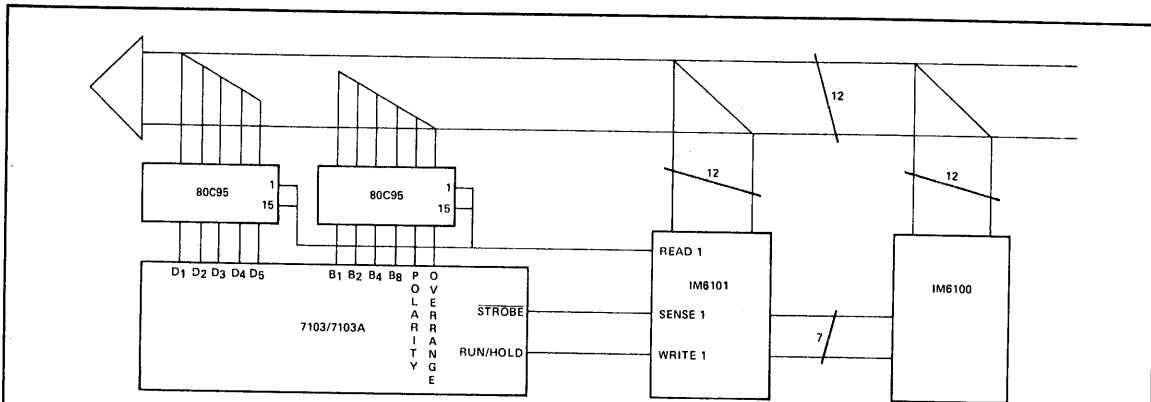 12
12
12
80C95
1
15
80C95
1
15
READ 1
D1 D2 D3 D4 D5
B1 B2 B4 B8
POLARITY
OVERRANGE
IM6101
IM6100
7103/7103A
STROBE
SENSE 1
7
RUN/HOLD
WRITE 1